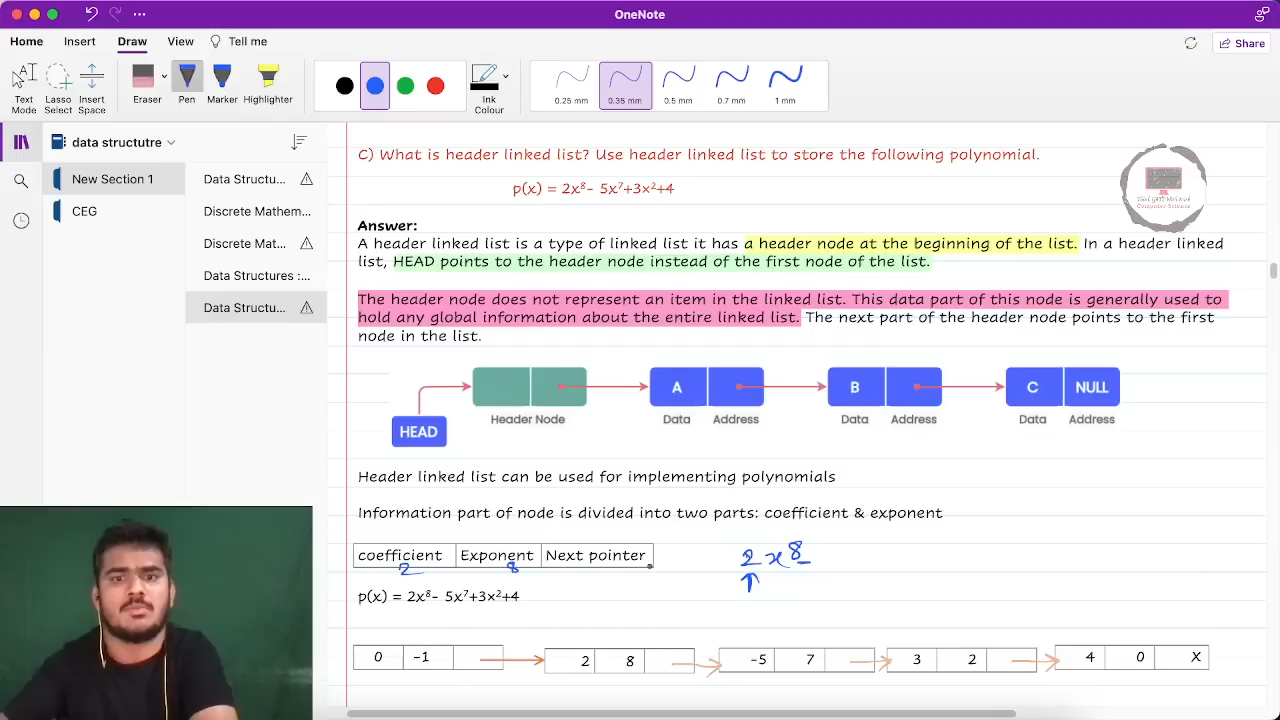 OneNote
Home Insert Draw View Tell me
Share
Text Mode
Lasso Select
Insert Space
Eraser
Pen
Marker
Highlighter
Ink Colour
0.25 mm
0.35 mm
0.5 mm
0.7 mm
1 mm
data structutre
New Section 1
CEG
Data Structu...
Discrete Mathem...
Discrete Mat...
Data Structures :...
Data Structu...
C) What is header linked list? Use header linked list to store the following polynomial.
p(x) = 2x⁸- 5x⁷+3x²+4
Answer:
A header linked list is a type of linked list it has a header node at the beginning of the list. In a header linked
list, HEAD points to the header node instead of the first node of the list.
The header node does not represent an item in the linked list. This data part of this node is generally used to
hold any global information about the entire linked list. The next part of the header node points to the first
node in the list.
A B C NULL
Header Node Data Address Data Address Data Address
HEAD
Header linked list can be used for implementing polynomials
Information part of node is divided into two parts: coefficient & exponent
coefficient Exponent Next pointer
2 8
2x⁸
p(x) = 2x⁸- 5x⁷+3x²+4
0 -1 2 8 -5 7 3 2 4 0 X
Computer Science